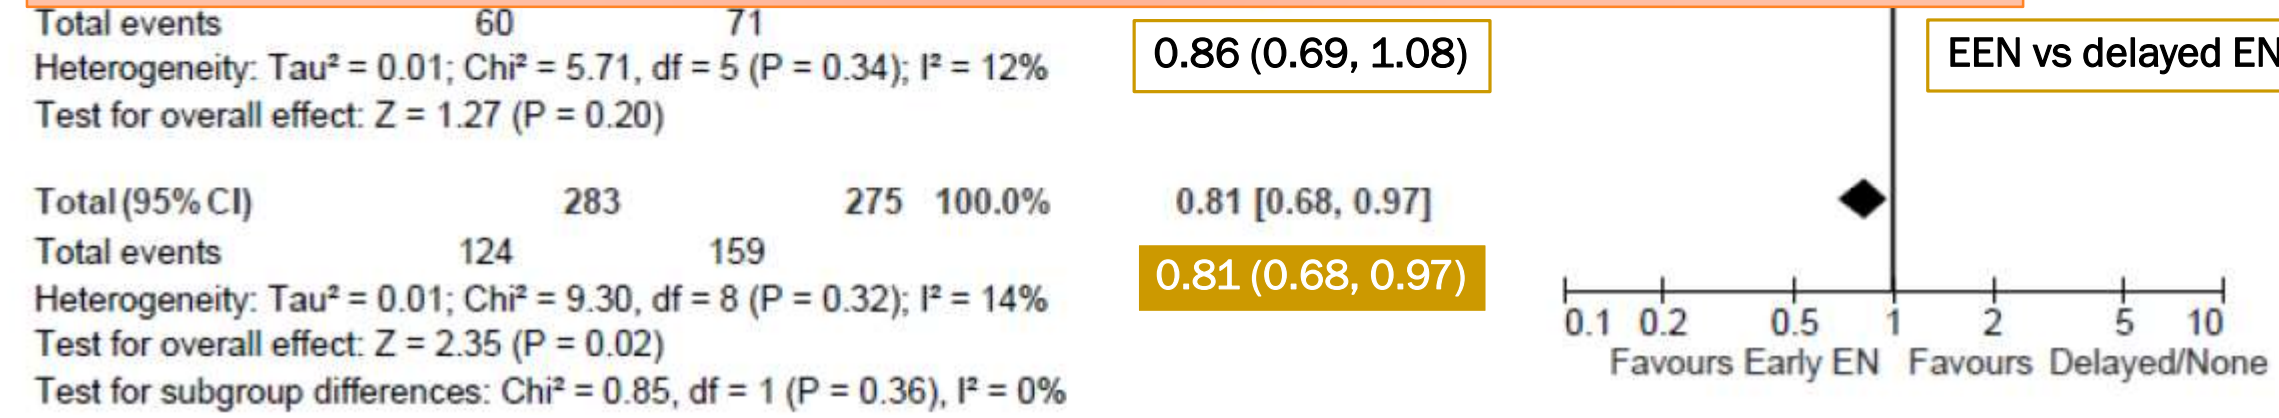 Total events 60 71
0.86 (0.69, 1.08)
EEN vs delayed EN
Heterogeneity: Tau² = 0.01; Chi² = 5.71, df = 5 (P = 0.34); I² = 12%
Test for overall effect: Z = 1.27 (P = 0.20)
Total (95% CI) 283 275 100.0% 0.81 [0.68, 0.97]
Total events 124 159
0.81 (0.68, 0.97)
Heterogeneity: Tau² = 0.01; Chi² = 9.30, df = 8 (P = 0.32); I² = 14%
Test for overall effect: Z = 2.35 (P = 0.02)
Test for subgroup differences: Chi² = 0.85, df = 1 (P = 0.36), I² = 0%
0.1 0.2 0.5 1 2 5 10
Favours Early EN Favours Delayed/None